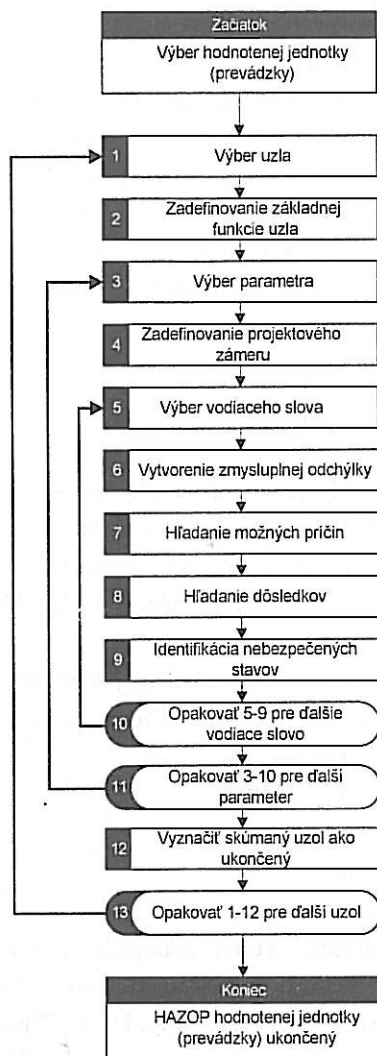 Začiatok
Výber hodnotenej jednotky
(prevádzky)
1
Výber uzla
2
Zadefinovanie základnej
funkcie uzla
3
Výber parametra
4
Zadefinovanie projektového
zámeru
5
Výber vodiaceho slova
6
Vytvorenie zmysluplnej odchýlky
7
Hľadanie možných príčin
8
Hľadanie dôsledkov
9
Identifikácia nebezpečených
stavov
10
Opakovať 5-9 pre ďalšie
vodiace slovo
11
Opakovať 3-10 pre ďalší
parameter
12
Vyznačiť skúmaný uzol ako
ukončený
13
Opakovať 1-12 pre ďalší uzol
Koniec
HAZOP hodnotenej jednotky
(prevádzky) ukončený